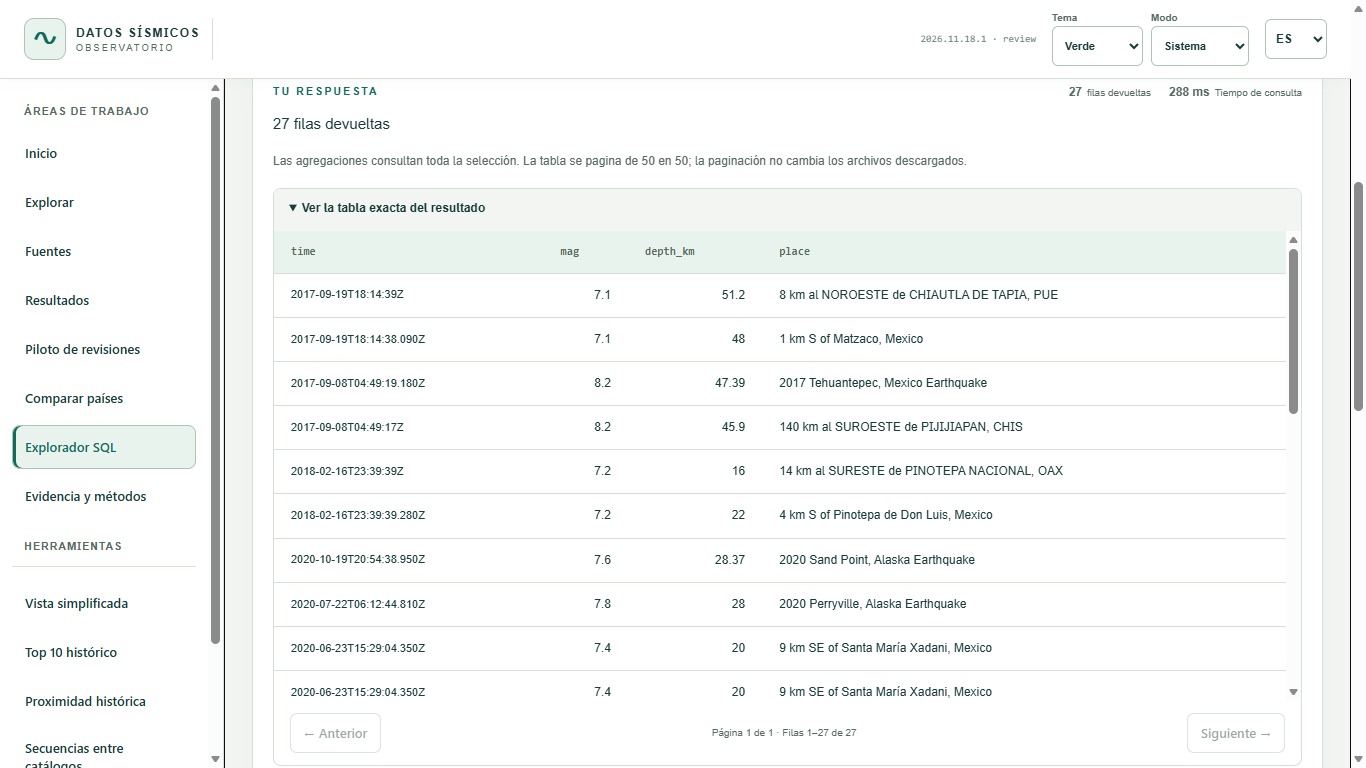 DATOS SÍSMICOS
OBSERVATORIO
2026.11.18.1 · review
Tema
Verde
Modo
Sistema
ES
ÁREAS DE TRABAJO
Inicio
Explorar
Fuentes
Resultados
Piloto de revisiones
Comparar países
Explorador SQL
Evidencia y métodos
HERRAMIENTAS
Vista simplificada
Top 10 histórico
Proximidad histórica
Secuencias entre
catálogos
TU RESPUESTA
27 filas devueltas 288 ms Tiempo de consulta
27 filas devueltas
Las agregaciones consultan toda la selección. La tabla se pagina de 50 en 50; la paginación no cambia los archivos descargados.
▼ Ver la tabla exacta del resultado
time mag depth_km place
2017-09-19T18:14:39Z 7.1 51.2 8 km al NOROESTE de CHIAUTLA DE TAPIA, PUE
2017-09-19T18:14:38.090Z 7.1 48 1 km S of Matzaco, Mexico
2017-09-08T04:49:19.180Z 8.2 47.39 2017 Tehuantepec, Mexico Earthquake
2017-09-08T04:49:17Z 8.2 45.9 140 km al SUROESTE de PIJIJIAPAN, CHIS
2018-02-16T23:39:39Z 7.2 16 14 km al SURESTE de PINOTEPA NACIONAL, OAX
2018-02-16T23:39:39.280Z 7.2 22 4 km S of Pinotepa de Don Luis, Mexico
2020-10-19T20:54:38.950Z 7.6 28.37 2020 Sand Point, Alaska Earthquake
2020-07-22T06:12:44.810Z 7.8 28 2020 Perryville, Alaska Earthquake
2020-06-23T15:29:04.350Z 7.4 20 9 km SE of Santa María Xadani, Mexico
2020-06-23T15:29:04.350Z 7.4 20 9 km SE of Santa María Xadani, Mexico
← Anterior
Página 1 de 1 · Filas 1–27 de 27
Siguiente →